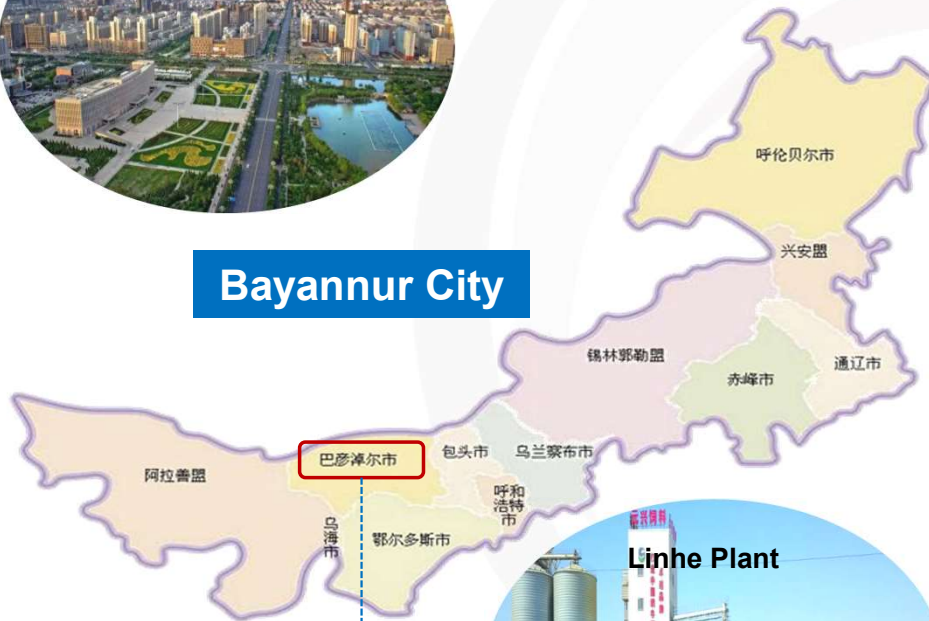 呼伦贝尔市
兴安盟
Bayannur City
锡林郭勒盟
通辽市
赤峰市
巴彦淖尔市
包头市
乌兰察布市
阿拉善盟
呼和
浩特
市
乌海市
鄂尔多斯市
Linhe Plant